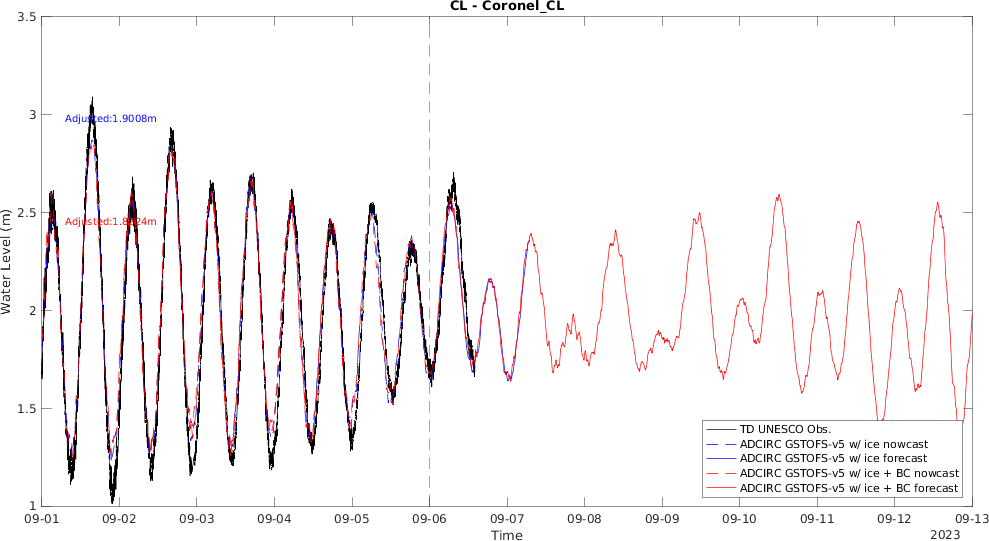 CL - Coronel_CL
3.5
3
2.5
2
1.5
1
Water Level (m)
Adjusted:1.9008m
TD UNESCO Obs.
ADCIRC GSTOFS-v5 w/ ice nowcast
ADCIRC GSTOFS-v5 w/ ice forecast
ADCIRC GSTOFS-v5 w/ ice + BC nowcast
ADCIRC GSTOFS-v5 w/ ice + BC forecast
09-01 09-02 09-03 09-04 09-05 09-06 09-07 09-08 09-09 09-10 09-11 09-12 09-13
Time
2023